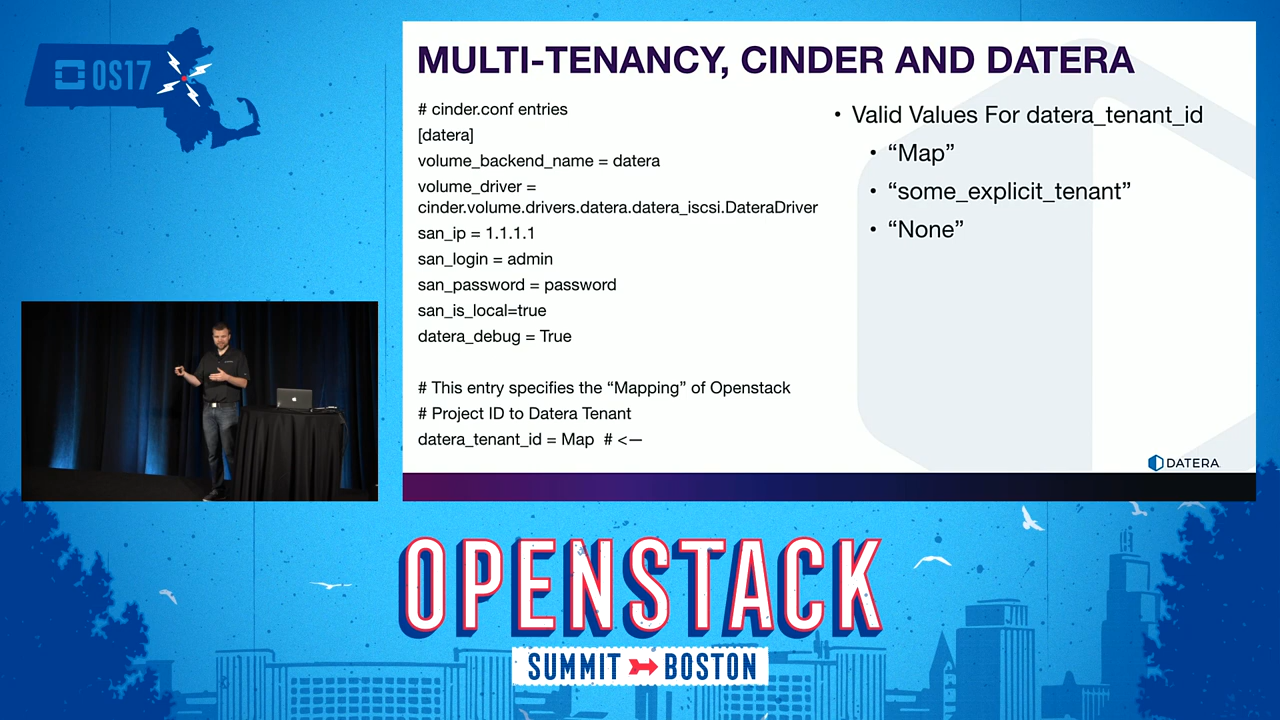 OS17
MULTI-TENANCY, CINDER AND DATERA
# cinder.conf entries
[datera]
volume_backend_name = datera
volume_driver =
cinder.volume.drivers.datera.datera_iscsi.DateraDriver
san_ip = 1.1.1.1
san_login = admin
san_password = password
san_is_local=true
datera_debug = True
# This entry specifies the “Mapping” of Openstack
# Project ID to Datera Tenant
datera_tenant_id = Map # <—
• Valid Values For datera_tenant_id
• “Map”
• “some_explicit_tenant”
• “None”
DATERA
OPENSTACK
SUMMIT BOSTON